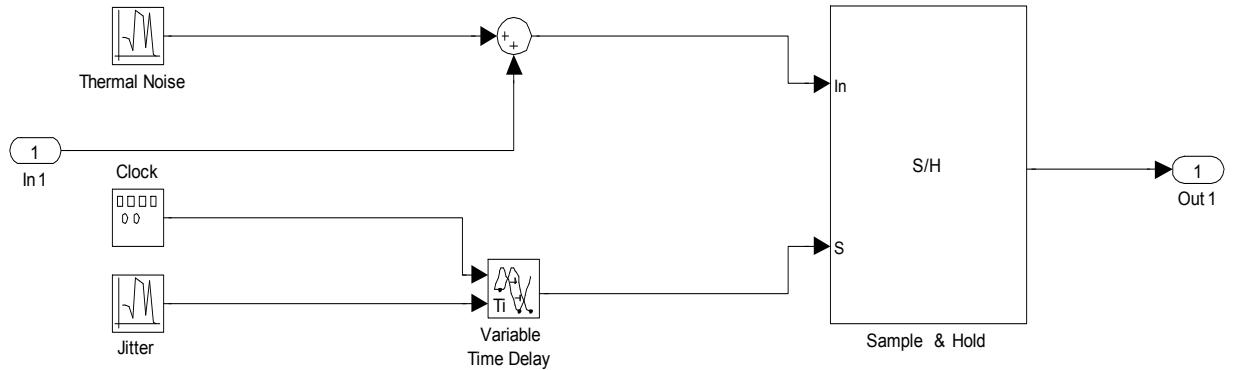 Thermal Noise
+
+
In
1
In 1
Clock
S/H
1
Out 1
S
Ti
Jitter
Variable
Time Delay
Sample & Hold